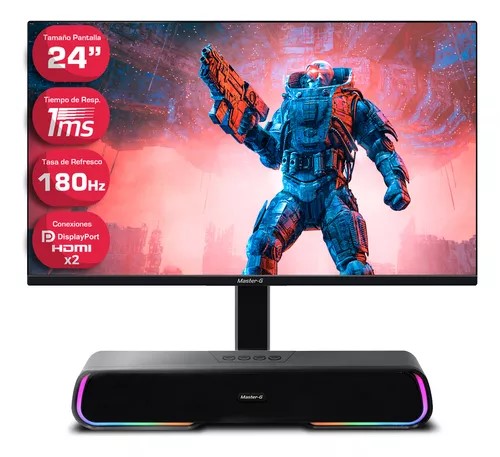 Tamaño Pantalla
24”
Tiempo de Resp.
1ms
Tasa de Refresco
180Hz
Conexiones
DisplayPort
HDMI
x2
Master-G
Master-G